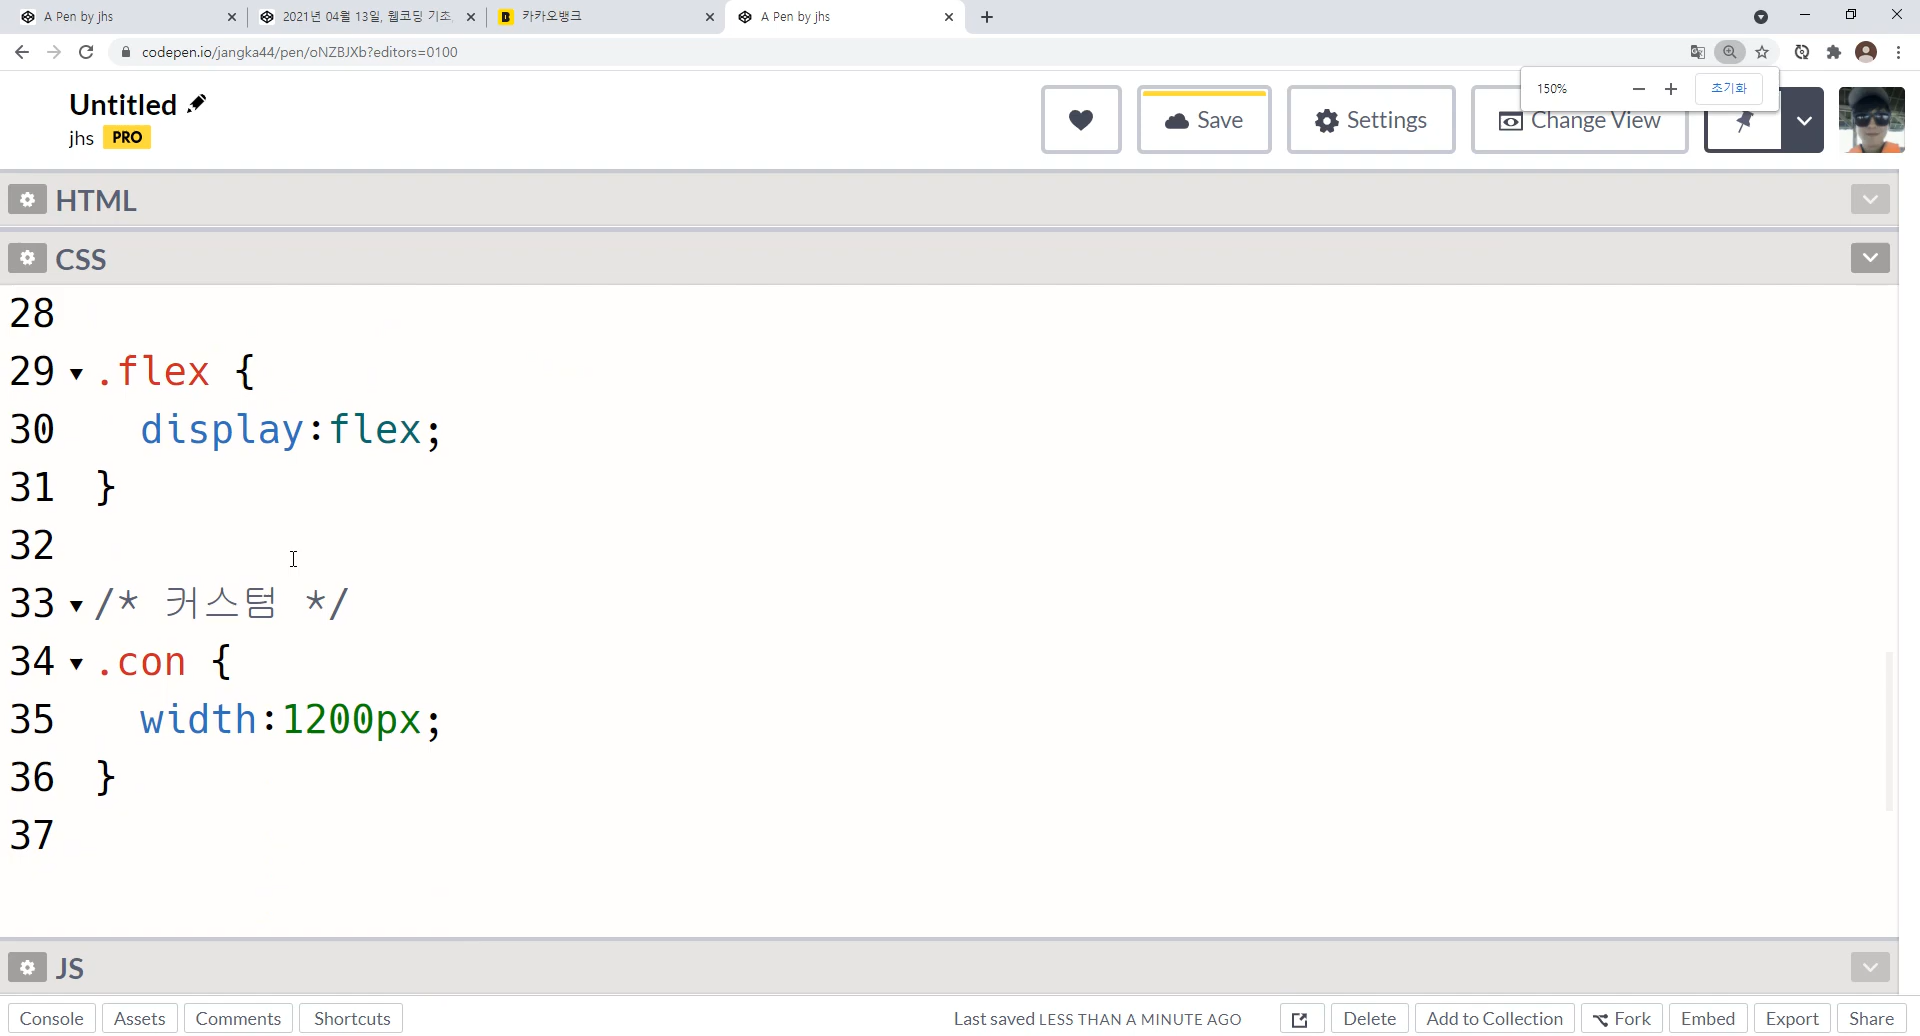 A Pen by jhs
2021년 04월 13일, 웹코딩 기초
카카오뱅크
A Pen by jhs
codepen.io/jangka44/pen/oNZBJXb?editors=0100
150%
초기화
Untitled
jhs PRO
Save
Settings
Change View
HTML
CSS
28
29 .flex {
30 display:flex;
31 }
32
33 /* 커스텀 */
34 .con {
35 width:1200px;
36 }
37
JS
Console Assets Comments Shortcuts Last saved LESS THAN A MINUTE AGO Delete Add to Collection Fork Embed Export Share